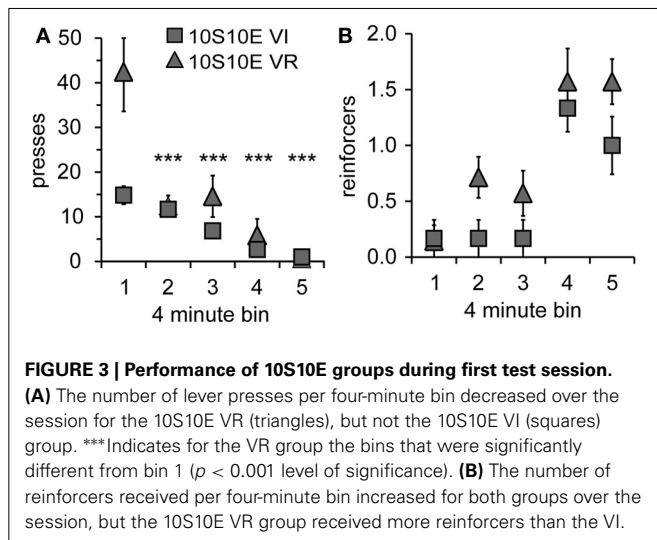 A
B
10S10E VI
10S10E VR
50
40
30
20
10
0
presses
*** *** *** ***
1 2 3 4 5
4 minute bin
2.0
1.5
1.0
0.5
0.0
reinforcers
1 2 3 4 5
4 minute bin
FIGURE 3 | Performance of 10S10E groups during first test session.
(A) The number of lever presses per four-minute bin decreased over the
session for the 10S10E VR (triangles), but not the 10S10E VI (squares)
group. ***Indicates for the VR group the bins that were significantly
different from bin 1 (p < 0.001 level of significance). (B) The number of
reinforcers received per four-minute bin increased for both groups over the
session, but the 10S10E VR group received more reinforcers than the VI.